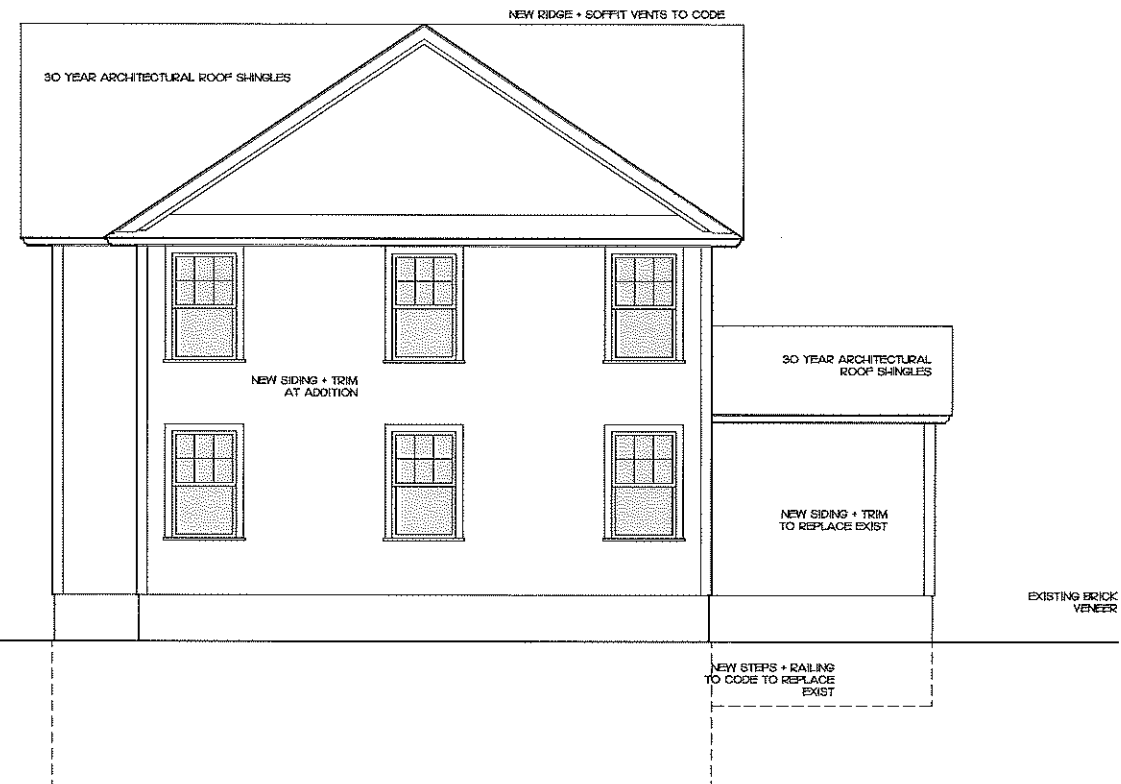 NEW RIDGE + SOFFIT VENTS TO CODE
30 YEAR ARCHITECTURAL ROOF SHINGLES
30 YEAR ARCHITECTURAL
ROOF SHINGLES
NEW SIDING + TRIM
AT ADDITION
NEW SIDING + TRIM
TO REPLACE EXIST
EXISTING BRICK
VENEER
NEW STEPS + RAILING
TO CODE TO REPLACE
EXIST